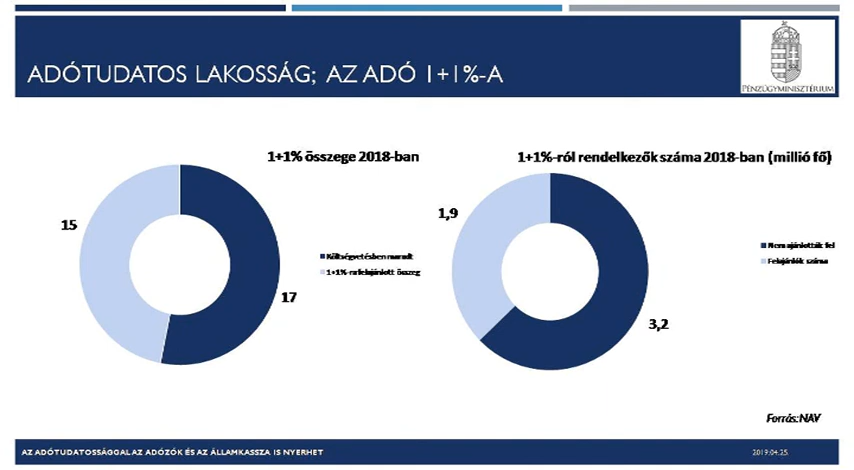 ADÓTUDATOS LAKOSSÁG; AZ ADÓ 1+1%-A
PÉNZÜGYMINISZTÉRIUM
1+1% összege 2018-ban
15
17
Költségvetésben maradt
1+1%-ra felajánlott összeg
1+1%-ról rendelkezők száma 2018-ban (millió fő)
1,9
3,2
Nem ajánlották fel
Felajánlók száma
Forrás: NAV
AZ ADÓTUDATOSSÁGGAL AZ ADÓZÓK ÉS AZ ÁLLAMKASSZA IS NYERHET
2019.04.25.